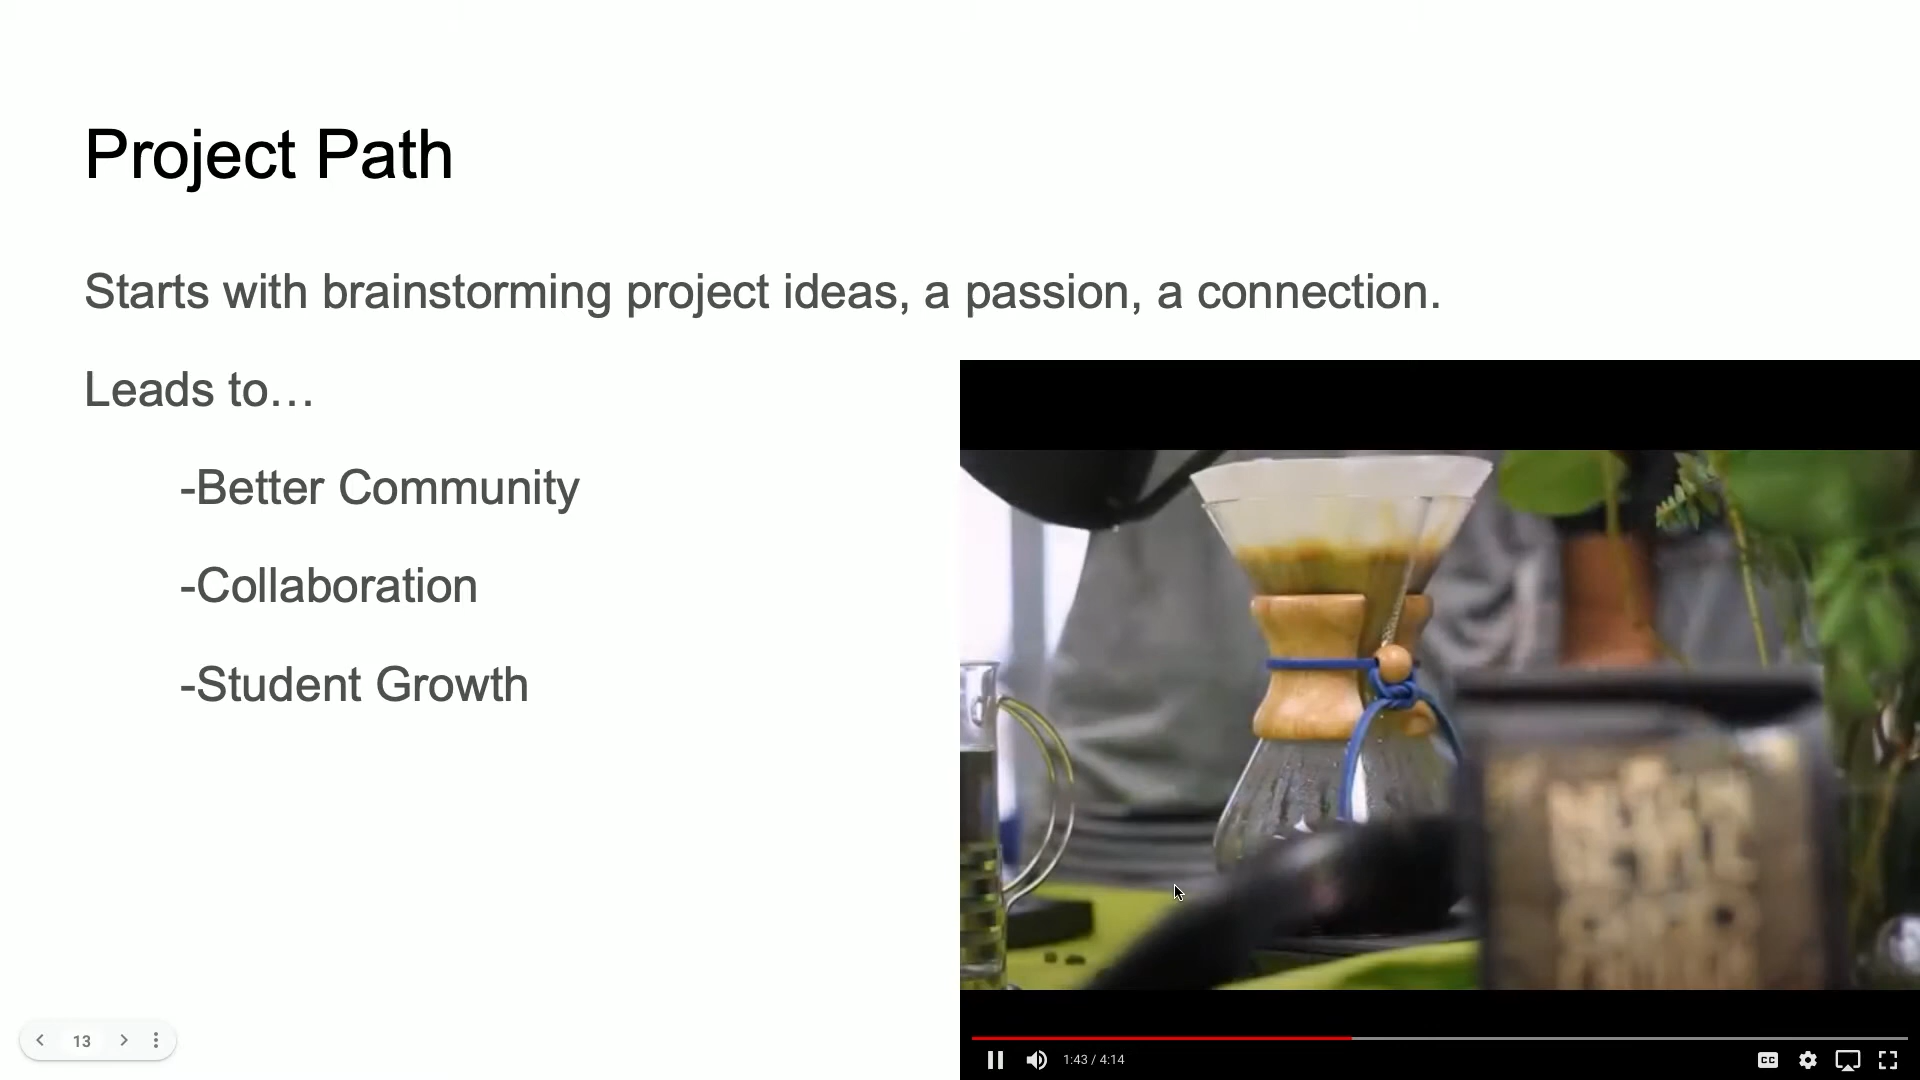 Project Path
Starts with brainstorming project ideas, a passion, a connection.
Leads to…
-Better Community
-Collaboration
-Student Growth
13
1:43 / 4:14
CC